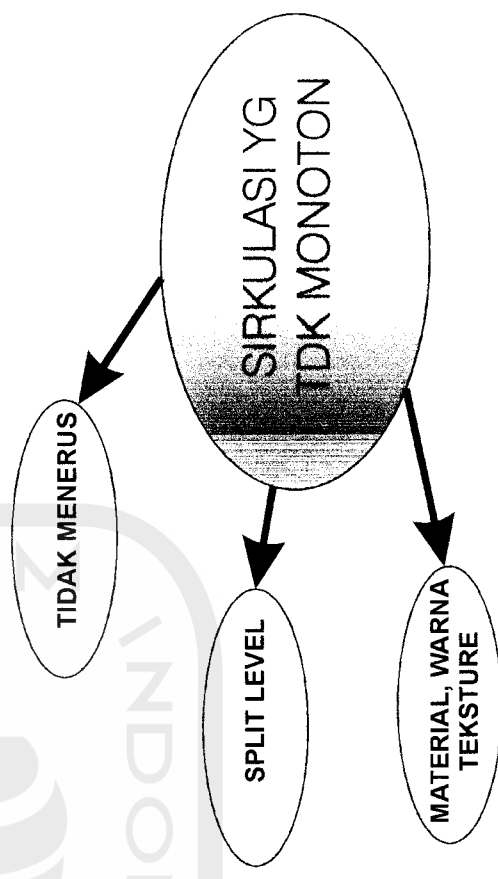 SIRKULASI YG
TDK MONOTON
TIDAK MENERUS
SPLIT LEVEL
MATERIAL, WARNA
TEKSTURE